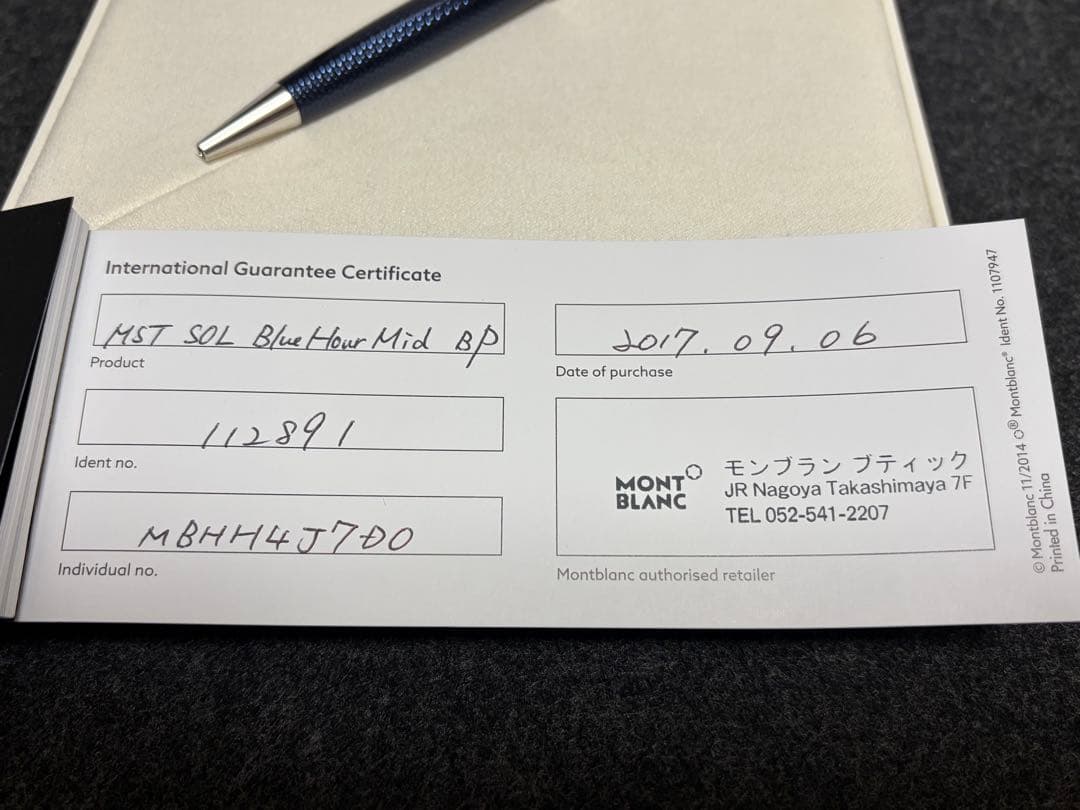 International Guarantee Certificate
MST SOL Blue Hour Mid BP
Product
112891
Ident no.
MBHH4J7D0
Individual no.
2017.09.06
Date of purchase
MONT
BLANC
モンブラン ブティック
JR Nagoya Takashimaya 7F
TEL 052-541-2207
Montblanc authorised retailer
© Montblanc 11/2014 ® Montblanc® Ident No. 1107947
Printed in China